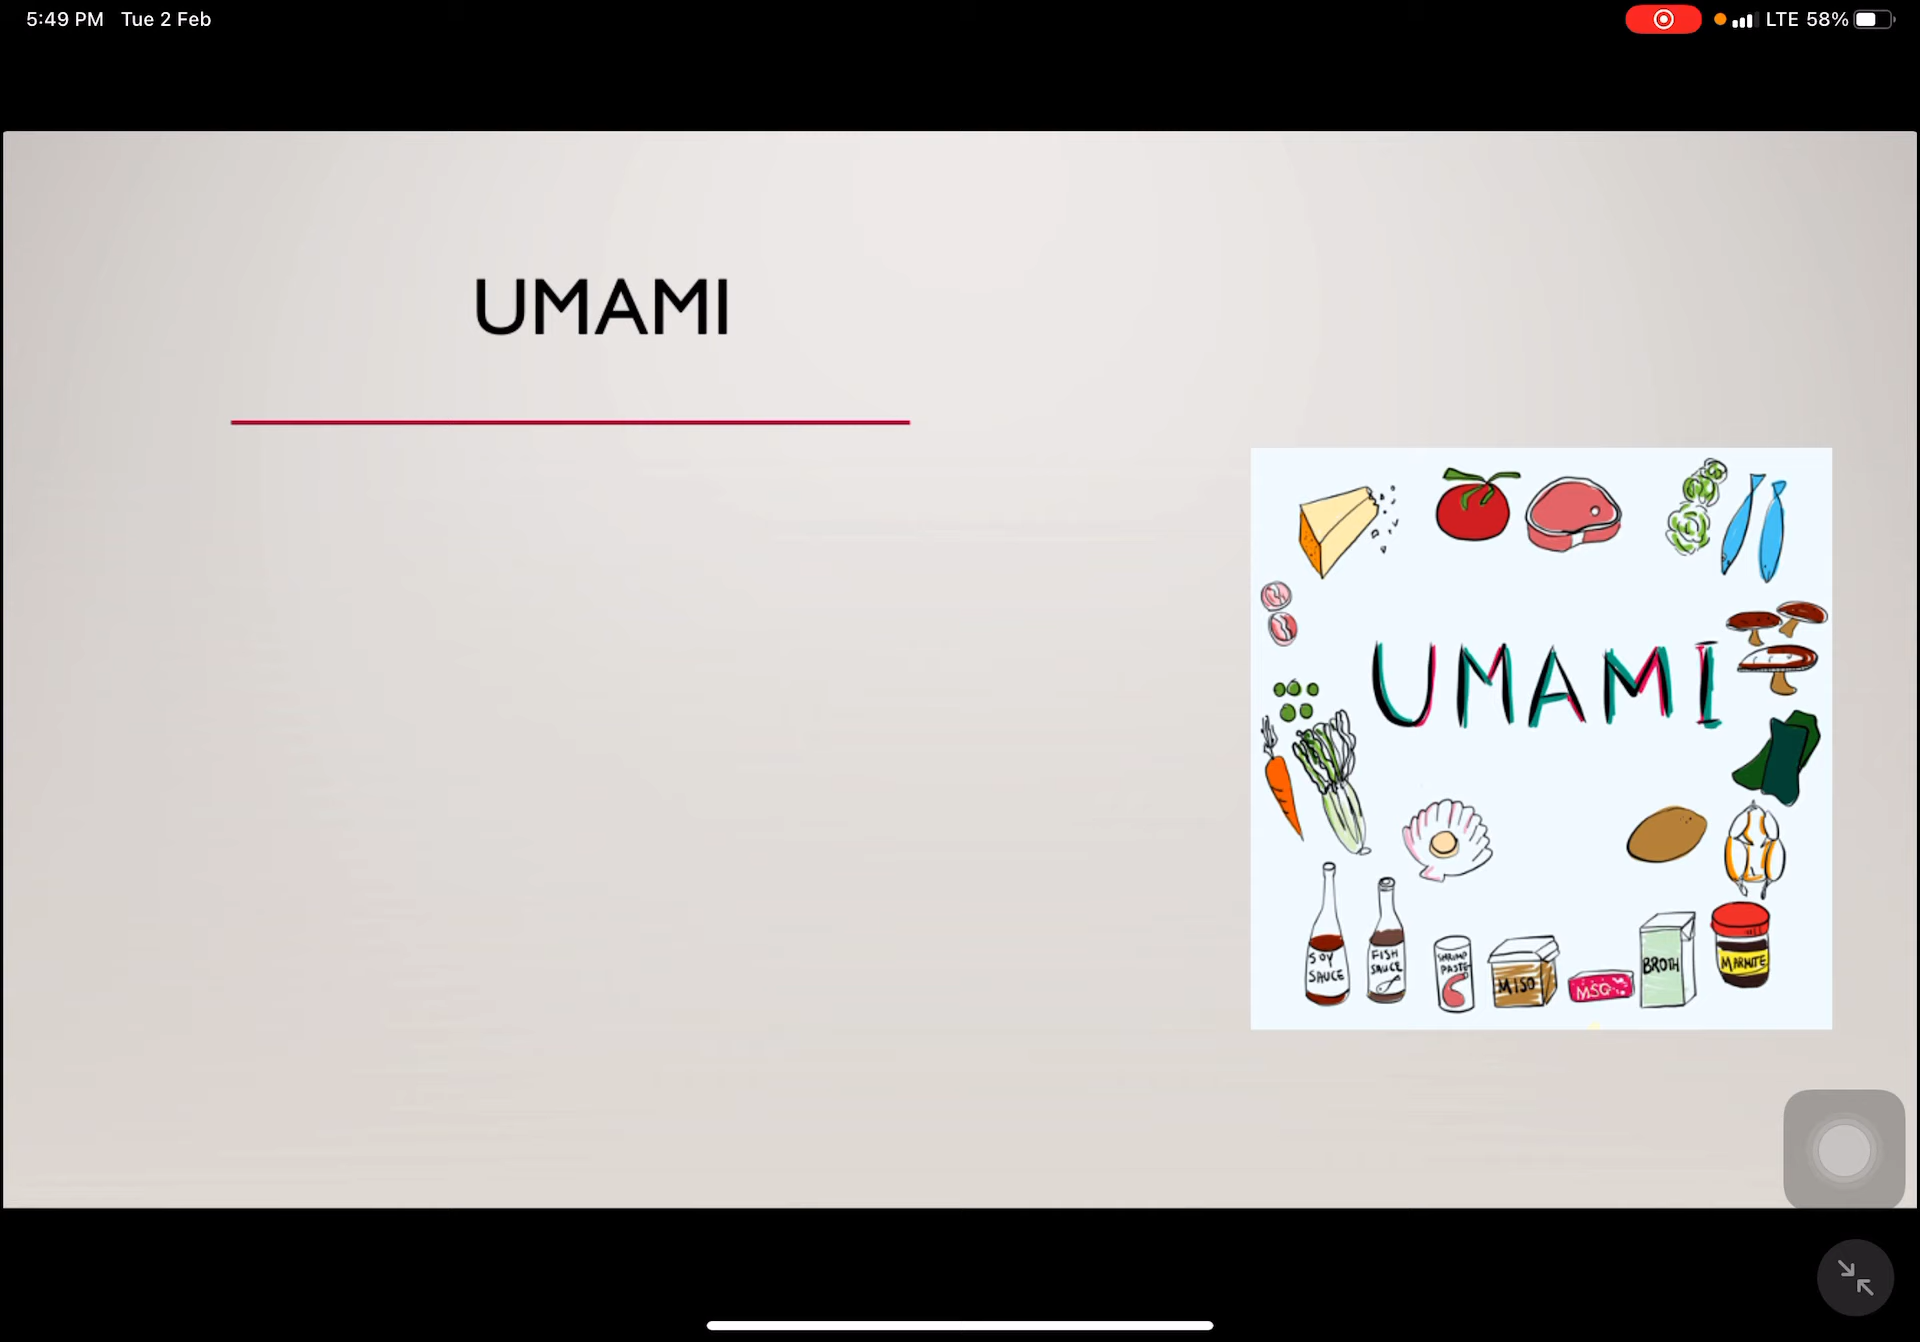 5:49 PM Tue 2 Feb
LTE 58%
UMAMI
UMAMI
SOY
SAUCE
FISH
SAUCE
SHRIMP
PASTE
MISO
MSG
BROTH
MARMITE